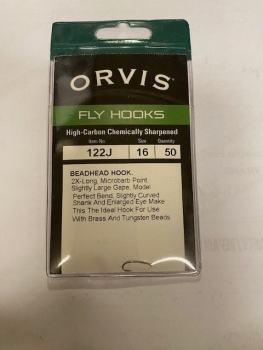 ORVIS®
FLY HOOKS
High-Carbon Chemically Sharpened
Item No. Size Quantity
122J 16 50
BEADHEAD HOOK.
2X-Long, Microbarb Point.
Slightly Large Gape, Model
Perfect Bend, Slightly Curved
Shank And Enlarged Eye Make
This The Ideal Hook For Use
With Brass And Tungsten Beads